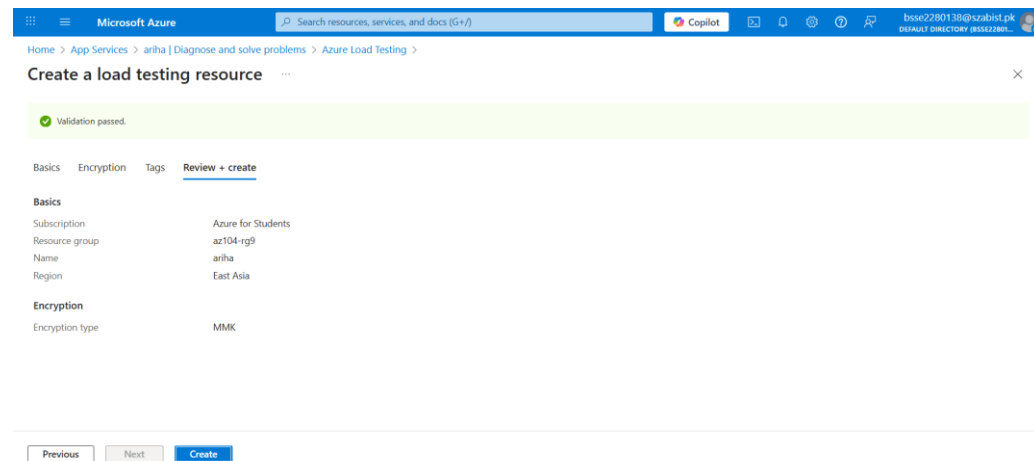 Microsoft Azure
Search resources, services, and docs (G+/)
Copilot
bsse2280138@szabist.pk
DEFAULT DIRECTORY (BSSE22801...
Home > App Services > ariha | Diagnose and solve problems > Azure Load Testing >
Create a load testing resource ...
Validation passed.
Basics Encryption Tags Review + create
Basics
Subscription Azure for Students
Resource group az104-rg9
Name ariha
Region East Asia
Encryption
Encryption type MMK
Previous Next Create